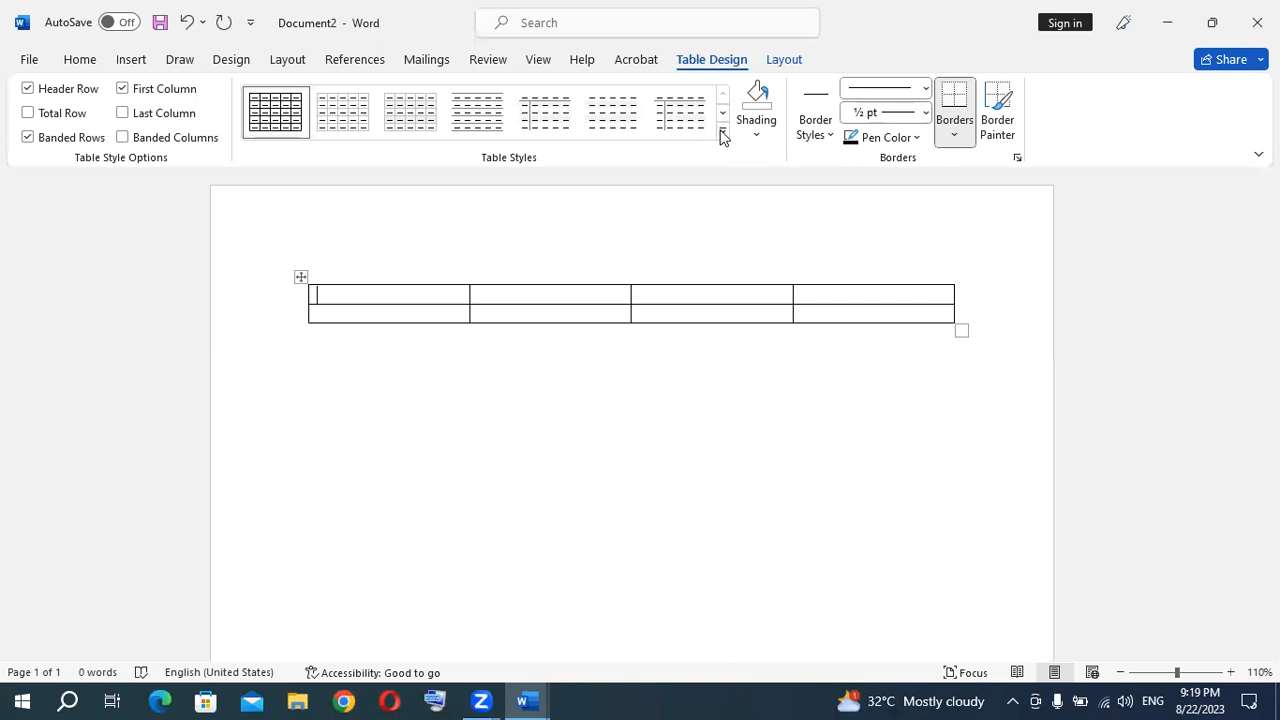 AutoSave Off Document2 - Word Search Sign in
File Home Insert Draw Design Layout References Mailings Review View Help Acrobat Table Design Layout Share
Header Row First Column
Total Row Last Column
Banded Rows Banded Columns
Table Style Options
Table Styles
Shading
Border
Styles
½ pt
Pen Color
Borders
Border
Painter
Borders
Page 1 of 1 0 words English (United States) Accessibility: Good to go Focus 110%
32°C Mostly cloudy ENG 9:19 PM
8/22/2023